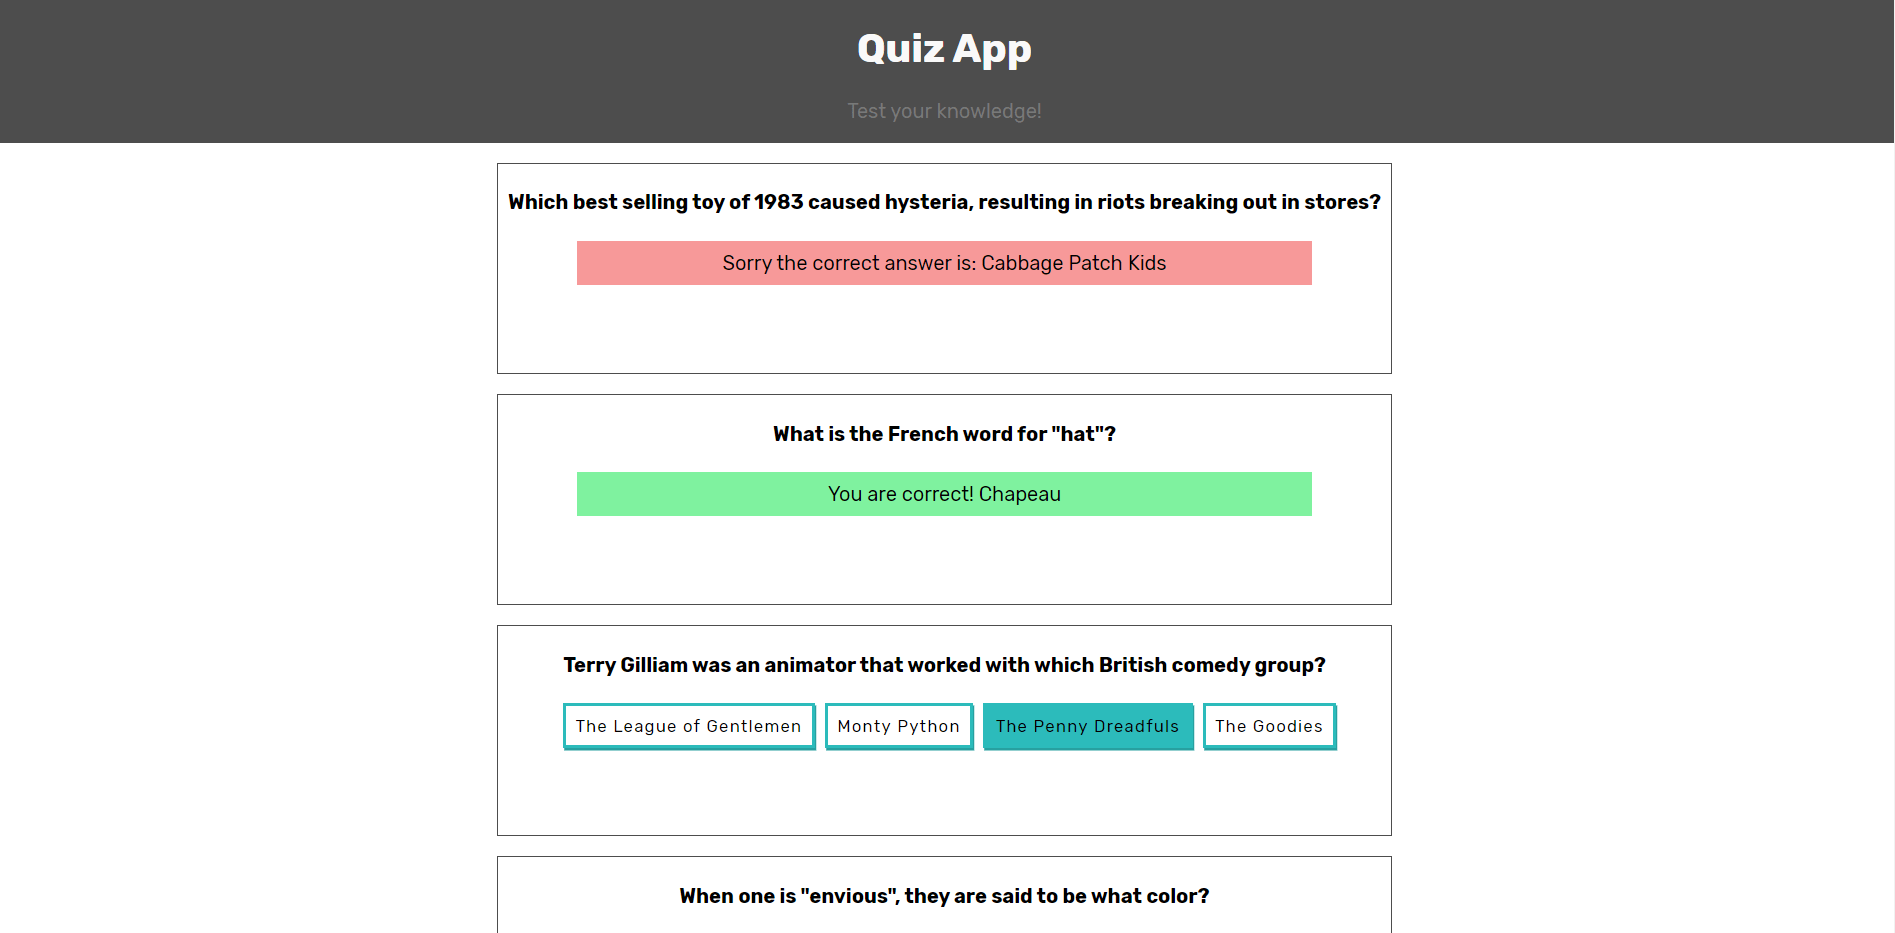 Quiz App
Test your knowledge!
Which best selling toy of 1983 caused hysteria, resulting in riots breaking out in stores?
Sorry the correct answer is: Cabbage Patch Kids
What is the French word for "hat"?
You are correct! Chapeau
Terry Gilliam was an animator that worked with which British comedy group?
The League of Gentlemen Monty Python The Penny Dreadfuls The Goodies
When one is "envious", they are said to be what color?